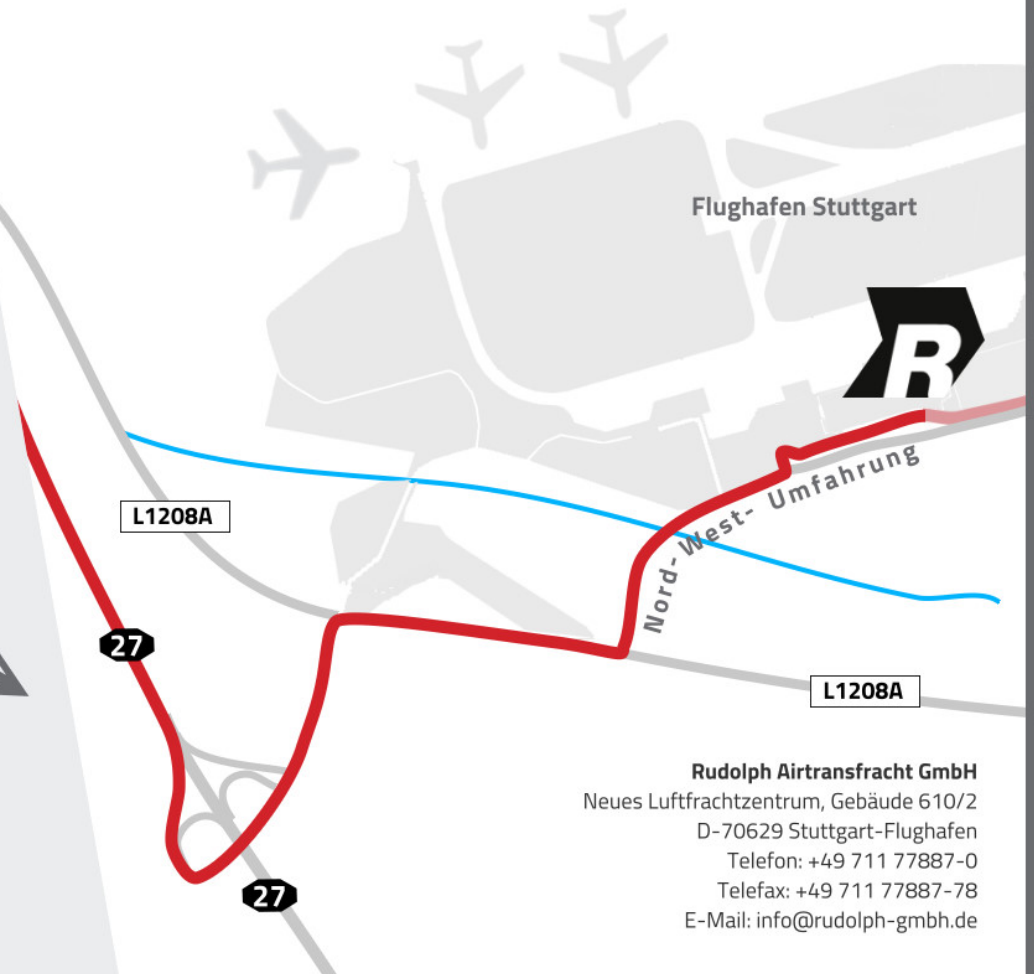 Flughafen Stuttgart
R
Nord-West- Umfahrung
L1208A
27
L1208A
27
Rudolph Airtransfracht GmbH
Neues Luftfrachtzentrum, Gebäude 610/2
D-70629 Stuttgart-Flughafen
Telefon: +49 711 77887-0
Telefax: +49 711 77887-78
E-Mail: info@rudolph-gmbh.de